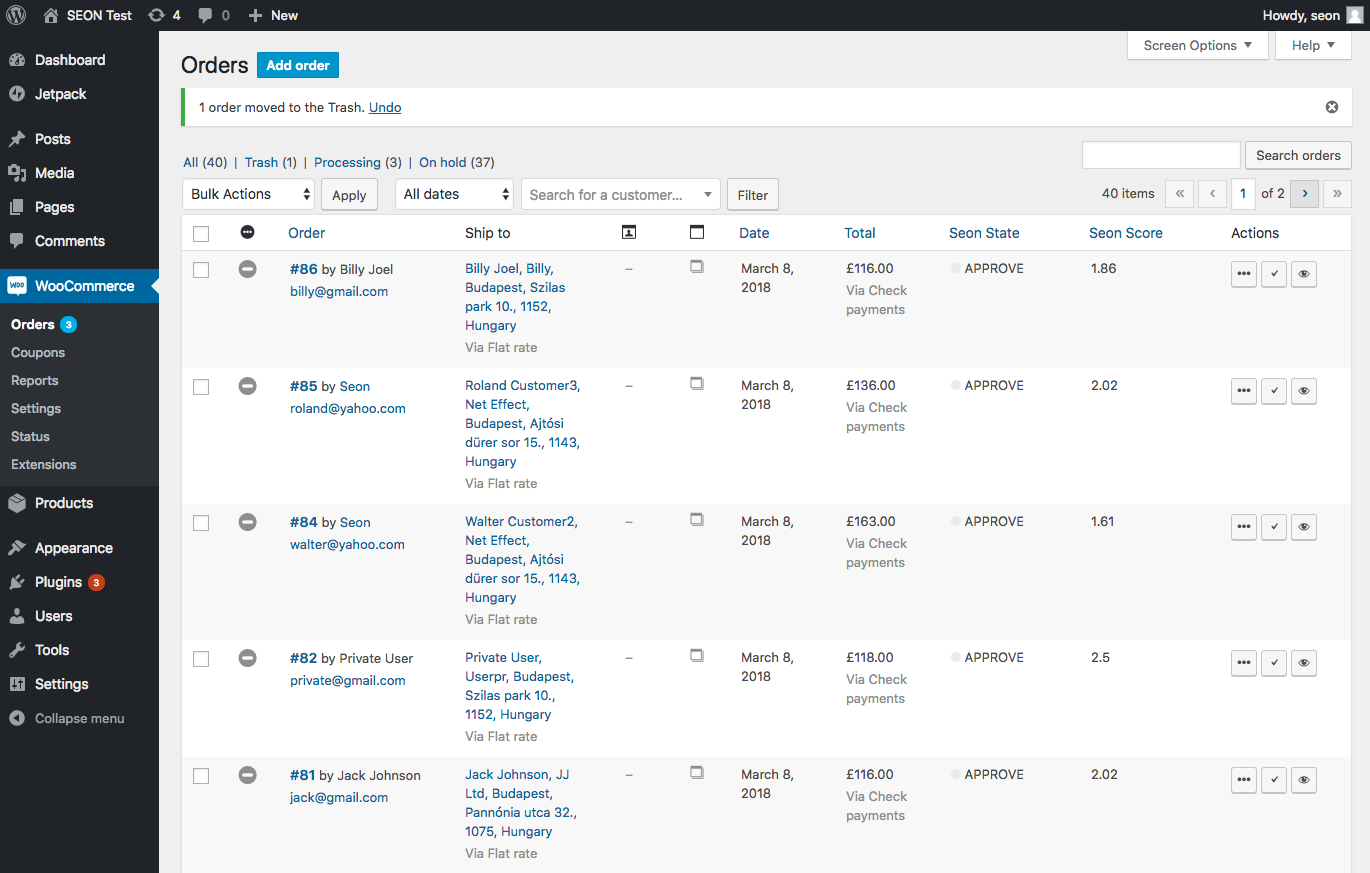 SEON Test 4 0 + New Howdy, seon
Dashboard
Jetpack
Posts
Media
Pages
Comments
WooCommerce
Orders 3
Coupons
Reports
Settings
Status
Extensions
Products
Appearance
Plugins 3
Users
Tools
Settings
Collapse menu
Screen Options Help
Orders Add order
1 order moved to the Trash. Undo
All (40) | Trash (1) | Processing (3) | On hold (37)
Search orders
Bulk Actions Apply All dates Search for a customer... Filter
40 items « ‹ 1 of 2 › »
Order Ship to Date Total Seon State Seon Score Actions
#86 by Billy Joel
billy@gmail.com
Billy Joel, Billy,
Budapest, Szilas
park 10., 1152,
Hungary
Via Flat rate
–
March 8,
2018
£116.00
Via Check
payments
APPROVE
1.86
#85 by Seon
roland@yahoo.com
Roland Customer3,
Net Effect,
Budapest, Ajtósi
dürer sor 15., 1143,
Hungary
Via Flat rate
–
March 8,
2018
£136.00
Via Check
payments
APPROVE
2.02
#84 by Seon
walter@yahoo.com
Walter Customer2,
Net Effect,
Budapest, Ajtósi
dürer sor 15., 1143,
Hungary
Via Flat rate
–
March 8,
2018
£163.00
Via Check
payments
APPROVE
1.61
#82 by Private User
private@gmail.com
Private User,
Userpr, Budapest,
Szilas park 10.,
1152, Hungary
Via Flat rate
–
March 8,
2018
£118.00
Via Check
payments
APPROVE
2.5
#81 by Jack Johnson
jack@gmail.com
Jack Johnson, JJ
Ltd, Budapest,
Pannónia utca 32.,
1075, Hungary
Via Flat rate
–
March 8,
2018
£116.00
Via Check
payments
APPROVE
2.02